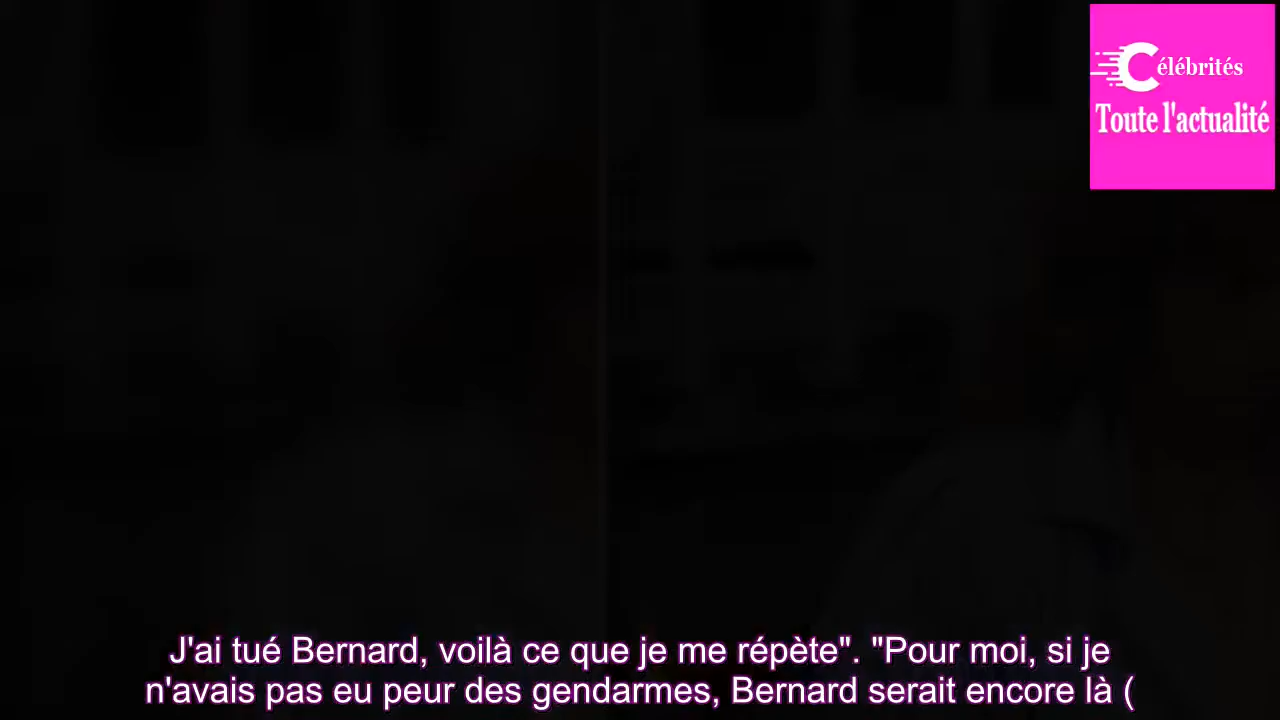 Célébrités
Toute l'actualité
J'ai tué Bernard, voilà ce que je me répète". "Pour moi, si je
n'avais pas eu peur des gendarmes, Bernard serait encore là (